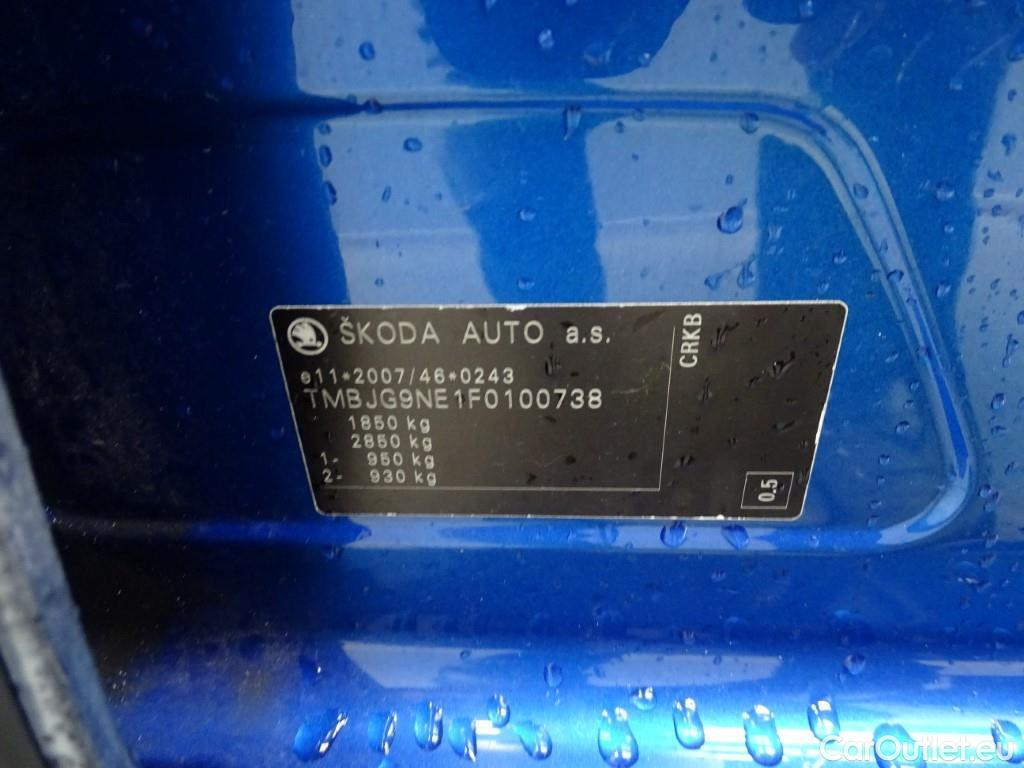 ŠKODA AUTO a.s.
e11*2007/46*0243
TMBJG9NE1F0100738
1850 kg
2850 kg
1- 950 kg
2- 930 kg
CRKB
0.5
CarOutlet.eu